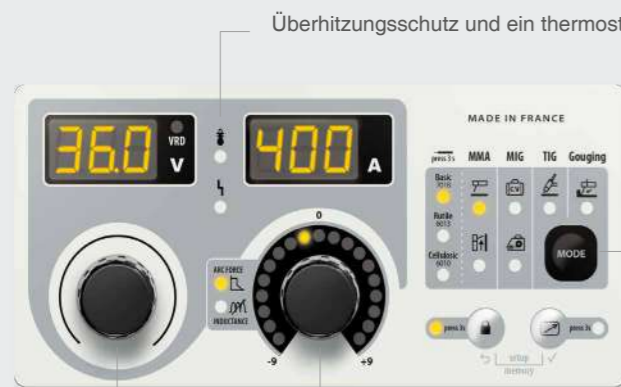 Überhitzungsschutz und ein thermost
MADE IN FRANCE
36.0 VRD V
400 A
press 3s MMA MIG TIG Gouging
Basic
7018
CV
Rutile
6013
Cellulosic
6010
MODE
0
ARC FORCE
INDUCTANCE
-9 +9
press 3s
press 3s
setup
memory